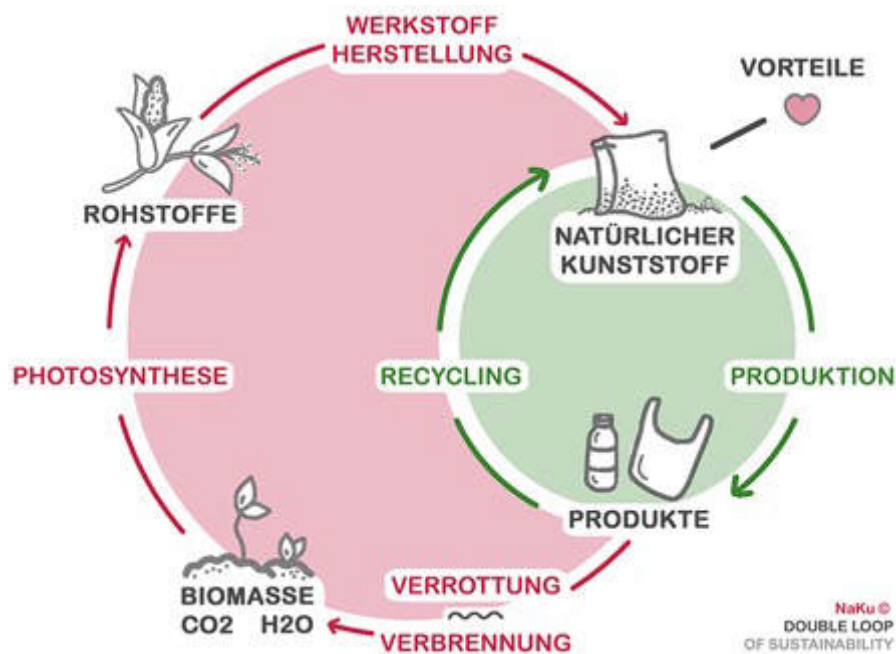 WERKSTOFF
HERSTELLUNG
VORTEILE
ROHSTOFFE
NATÜRLICHER
KUNSTSTOFF
PHOTOSYNTHESE
RECYCLING
PRODUKTION
PRODUKTE
BIOMASSE
CO2 H2O
VERROTTUNG
VERBRENNUNG
NaKu ©
DOUBLE LOOP
OF SUSTAINABILITY